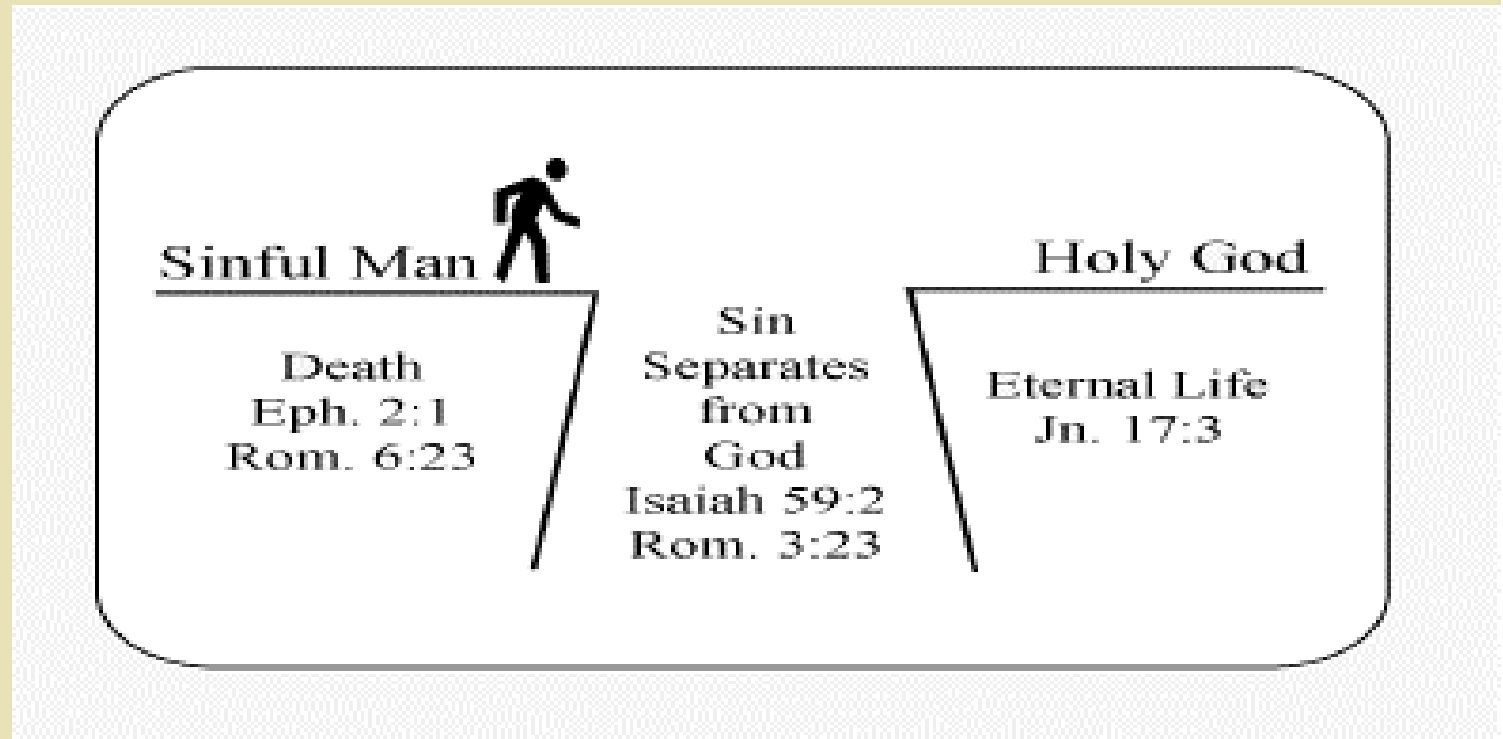 Sinful Man
Death
Eph. 2:1
Rom. 6:23
Sin
Separates
from
God
Isaiah 59:2
Rom. 3:23
Holy God
Eternal Life
Jn. 17:3